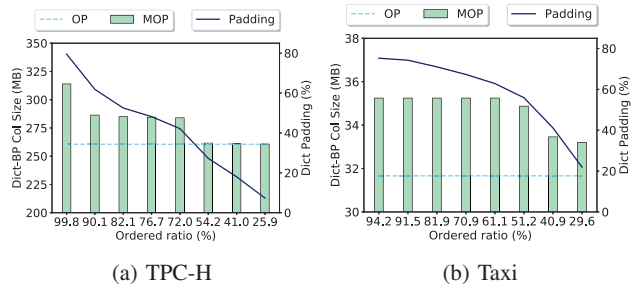 OP MOP Padding
350
325
300
275
250
225
200
Dict-BP Col Size (MB)
80
60
40
20
0
Dict Padding (%)
99.8 90.1 82.1 76.7 72.0 54.2 41.0 25.9
Ordered ratio (%)
(a) TPC-H
OP MOP Padding
38
36
34
32
30
Dict-BP Col Size (MB)
80
60
40
20
0
Dict Padding (%)
94.2 91.5 81.9 70.9 61.1 51.2 40.9 29.6
Ordered ratio (%)
(b) Taxi